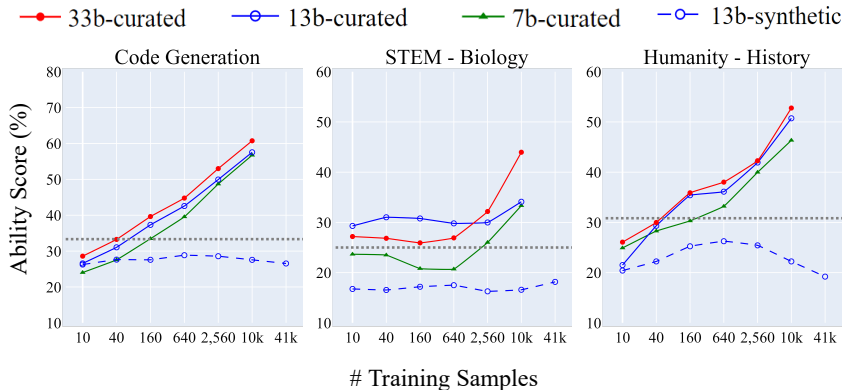 33b-curated 13b-curated 7b-curated 13b-synthetic
Code Generation STEM - Biology Humanity - History
Ability Score (%)
80
70
60
50
40
30
20
10
10 40 160 640 2,560 10k 41k
60
50
40
30
20
10
10 40 160 640 2,560 10k 41k
60
50
40
30
20
10
10 40 160 640 2,560 10k 41k
# Training Samples